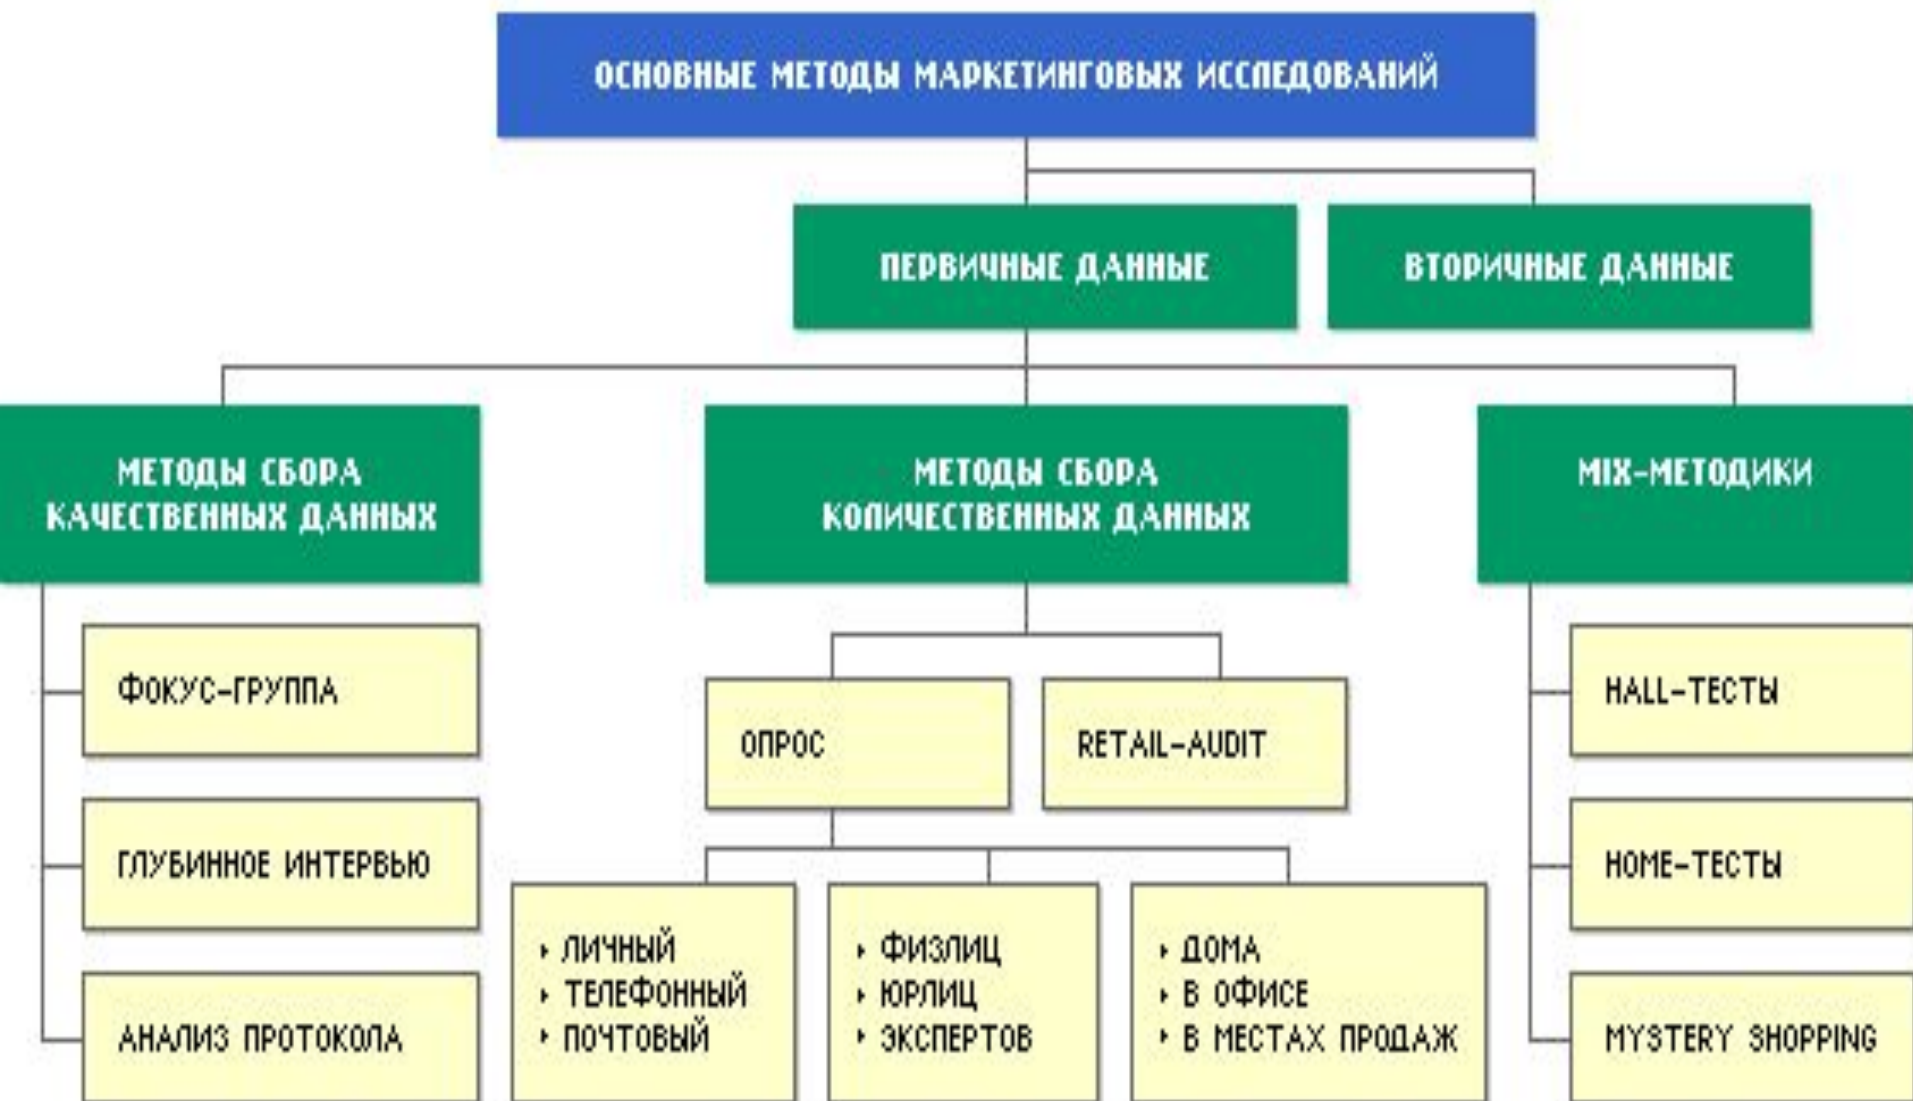 ОСНОВНЫЕ МЕТОДЫ МАРКЕТИНГОВЫХ ИССЛЕДОВАНИЙ
ПЕРВИЧНЫЕ ДАННЫЕ
ВТОРИЧНЫЕ ДАННЫЕ
МЕТОДЫ СБОРА
КАЧЕСТВЕННЫХ ДАННЫХ
МЕТОДЫ СБОРА
КОЛИЧЕСТВЕННЫХ ДАННЫХ
MIX-МЕТОДИКИ
ФОКУС-ГРУППА
ГЛУБИННОЕ ИНТЕРВЬЮ
АНАЛИЗ ПРОТОКОЛА
ОПРОС
RETAIL-AUDIT
ЛИЧНЫЙ
ТЕЛЕФОННЫЙ
ПОЧТОВЫЙ
ФИЗЛИЦ
ЮРЛИЦ
ЭКСПЕРТОВ
ДОМА
В ОФИСЕ
В МЕСТАХ ПРОДАЖ
HALL-ТЕСТЫ
HOME-ТЕСТЫ
MYSTERY SHOPPING